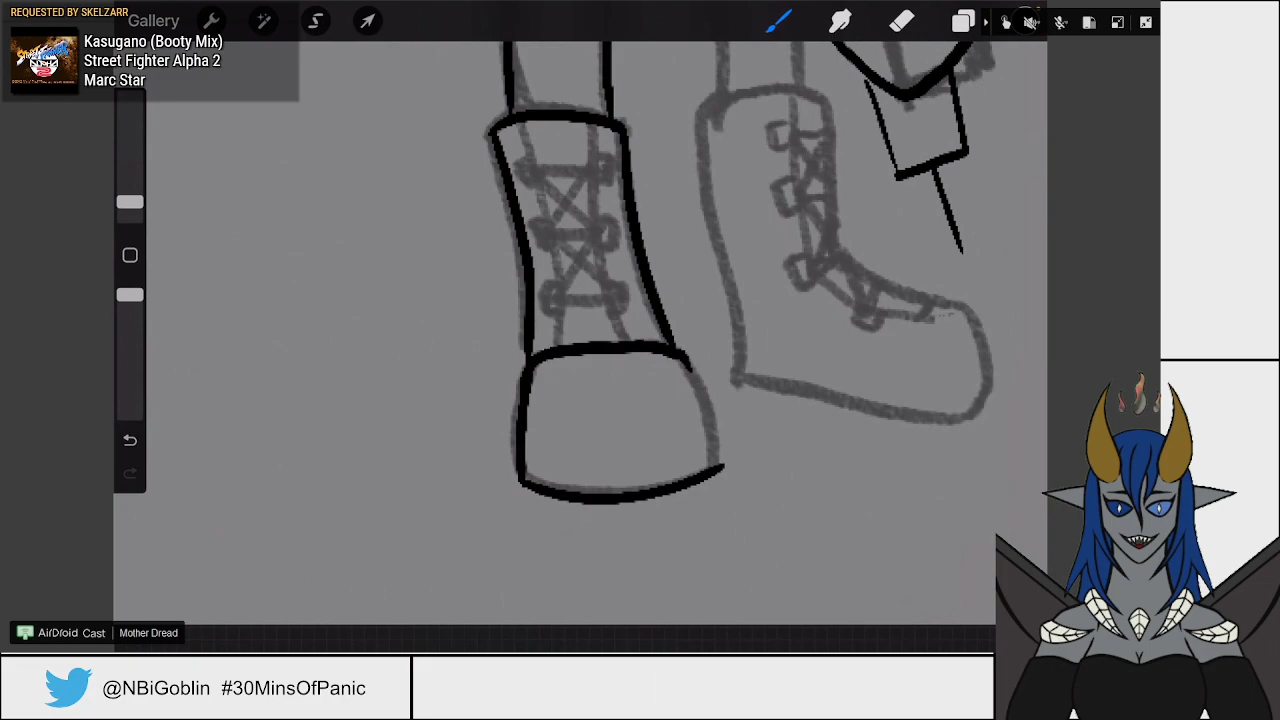 REQUESTED BY SKELZARR
Kasugano (Booty Mix)
Street Fighter Alpha 2
Marc Star
Gallery
AirDroid Cast
Mother Dread
@NBiGoblin #30MinsOfPanic